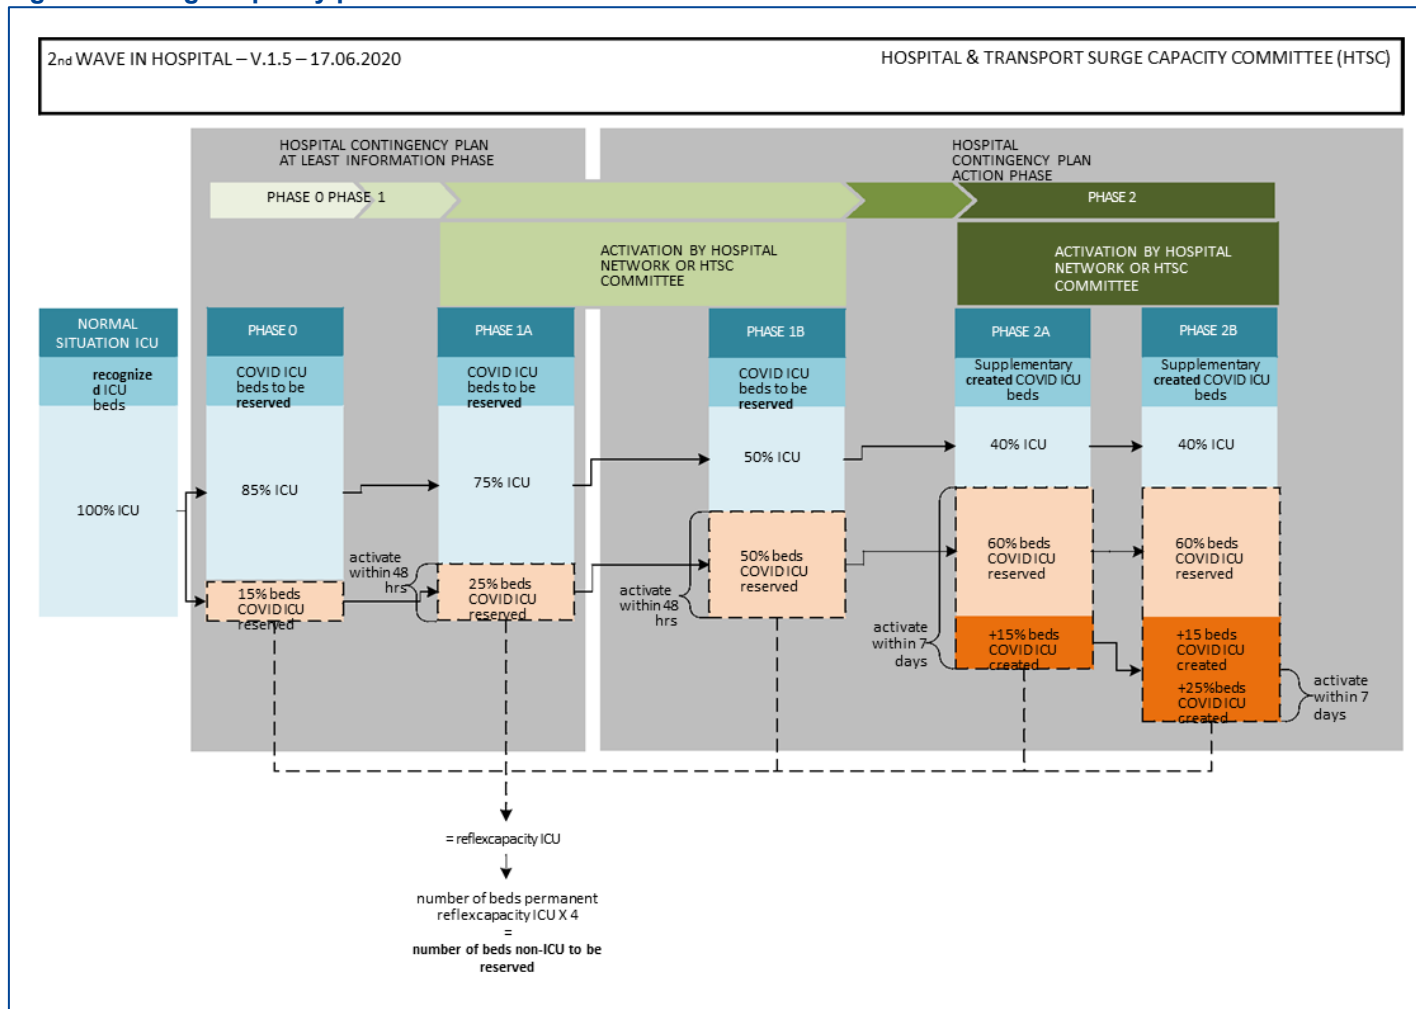 2nd WAVE IN HOSPITAL – V.1.5 – 17.06.2020
HOSPITAL & TRANSPORT SURGE CAPACITY COMMITTEE (HTSC)
HOSPITAL CONTINGENCY PLAN
AT LEAST INFORMATION PHASE
HOSPITAL
CONTINGENCY PLAN
ACTION PHASE
PHASE 0 PHASE 1
PHASE 2
ACTIVATION BY HOSPITAL
NETWORK OR HTSC
COMMITTEE
ACTIVATION BY HOSPITAL
NETWORK OR HTSC
COMMITTEE
NORMAL
SITUATION ICU
recognize
d ICU
beds
100% ICU
PHASE 0
COVID ICU
beds to be
reserved
85% ICU
15% beds
COVID ICU
reserved
PHASE 1A
COVID ICU
beds to be
reserved
75% ICU
activate
within 48
hrs
25% beds
COVID ICU
reserved
PHASE 1B
COVID ICU
beds to be
reserved
50% ICU
activate
within 48
hrs
50% beds
COVID ICU
reserved
PHASE 2A
Supplementary
created COVID ICU
beds
40% ICU
60% beds
COVID ICU
reserved
activate
within 7
days
+15% beds
COVID ICU
created
PHASE 2B
Supplementary
created COVID ICU
beds
40% ICU
60% beds
COVID ICU
reserved
+15 beds
COVID ICU
created
+25%beds
COVID ICU
created
activate
within 7
days
= reflexcapacity ICU
number of beds permanent
reflexcapacity ICU X 4
=
number of beds non-ICU to be
reserved